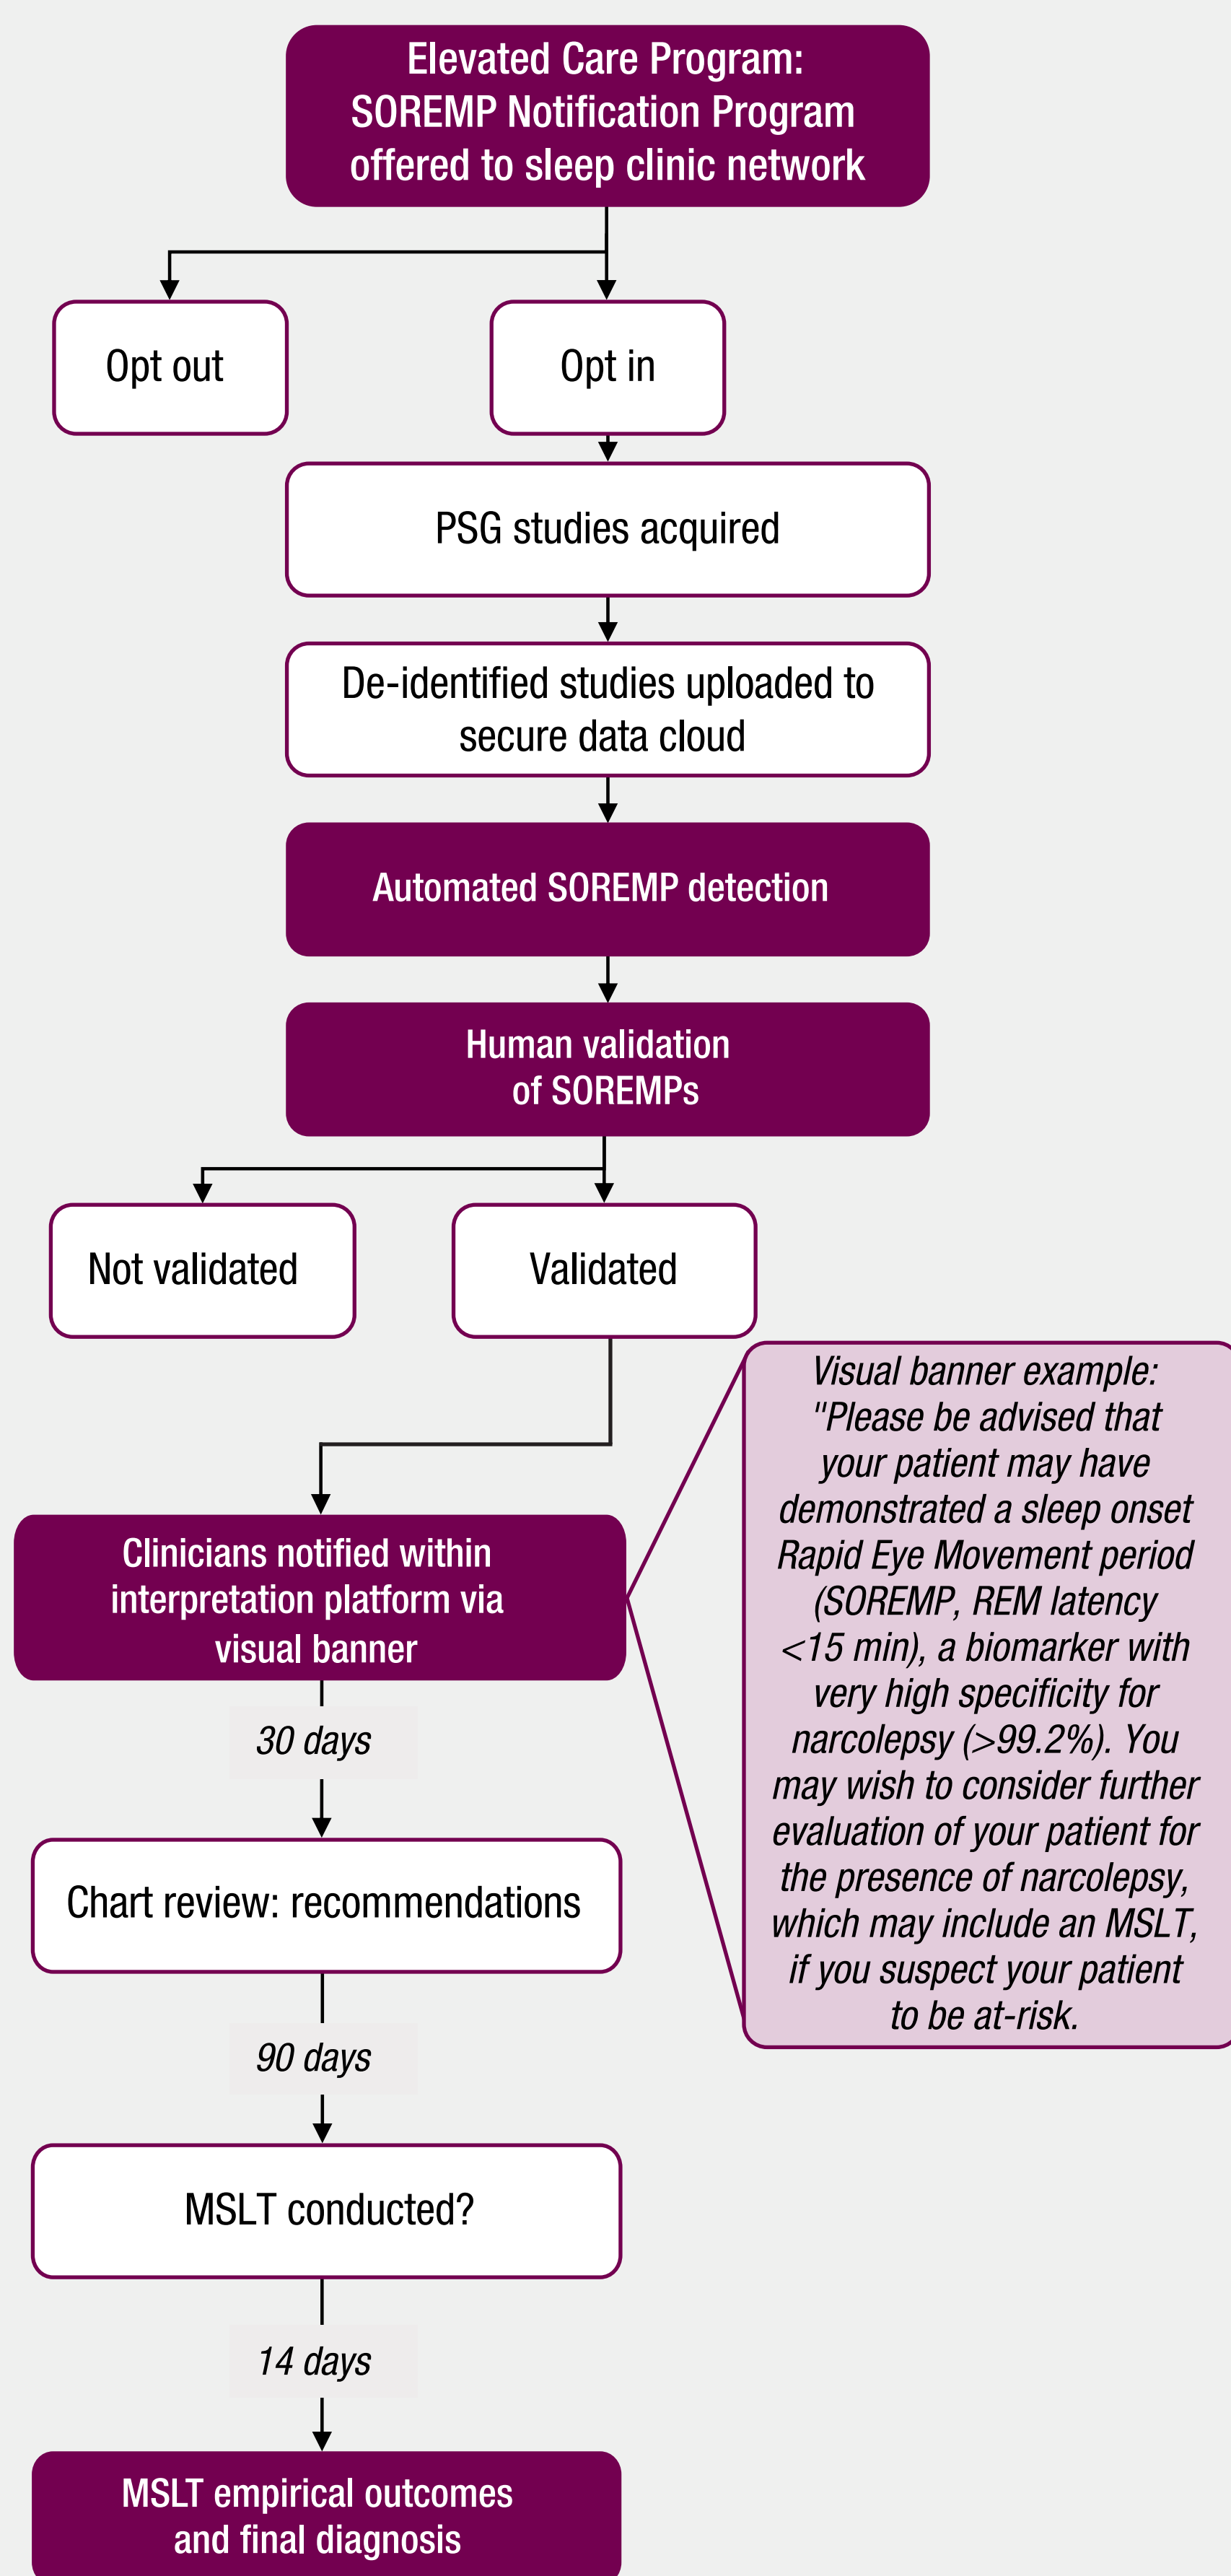 Elevated Care Program:
SOREMP Notification Program
offered to sleep clinic network
Opt out
Opt in
PSG studies acquired
De-identified studies uploaded to
secure data cloud
Automated SOREMP detection
Human validation
of SOREMPs
Not validated
Validated
Visual banner example:
"Please be advised that
your patient may have
demonstrated a sleep onset
Rapid Eye Movement period
(SOREMP, REM latency
<15 min), a biomarker with
very high specificity for
narcolepsy (>99.2%). You
may wish to consider further
evaluation of your patient for
the presence of narcolepsy,
which may include an MSLT,
if you suspect your patient
to be at-risk.
Clinicians notified within
interpretation platform via
visual banner
30 days
Chart review: recommendations
90 days
MSLT conducted?
14 days
MSLT empirical outcomes
and final diagnosis